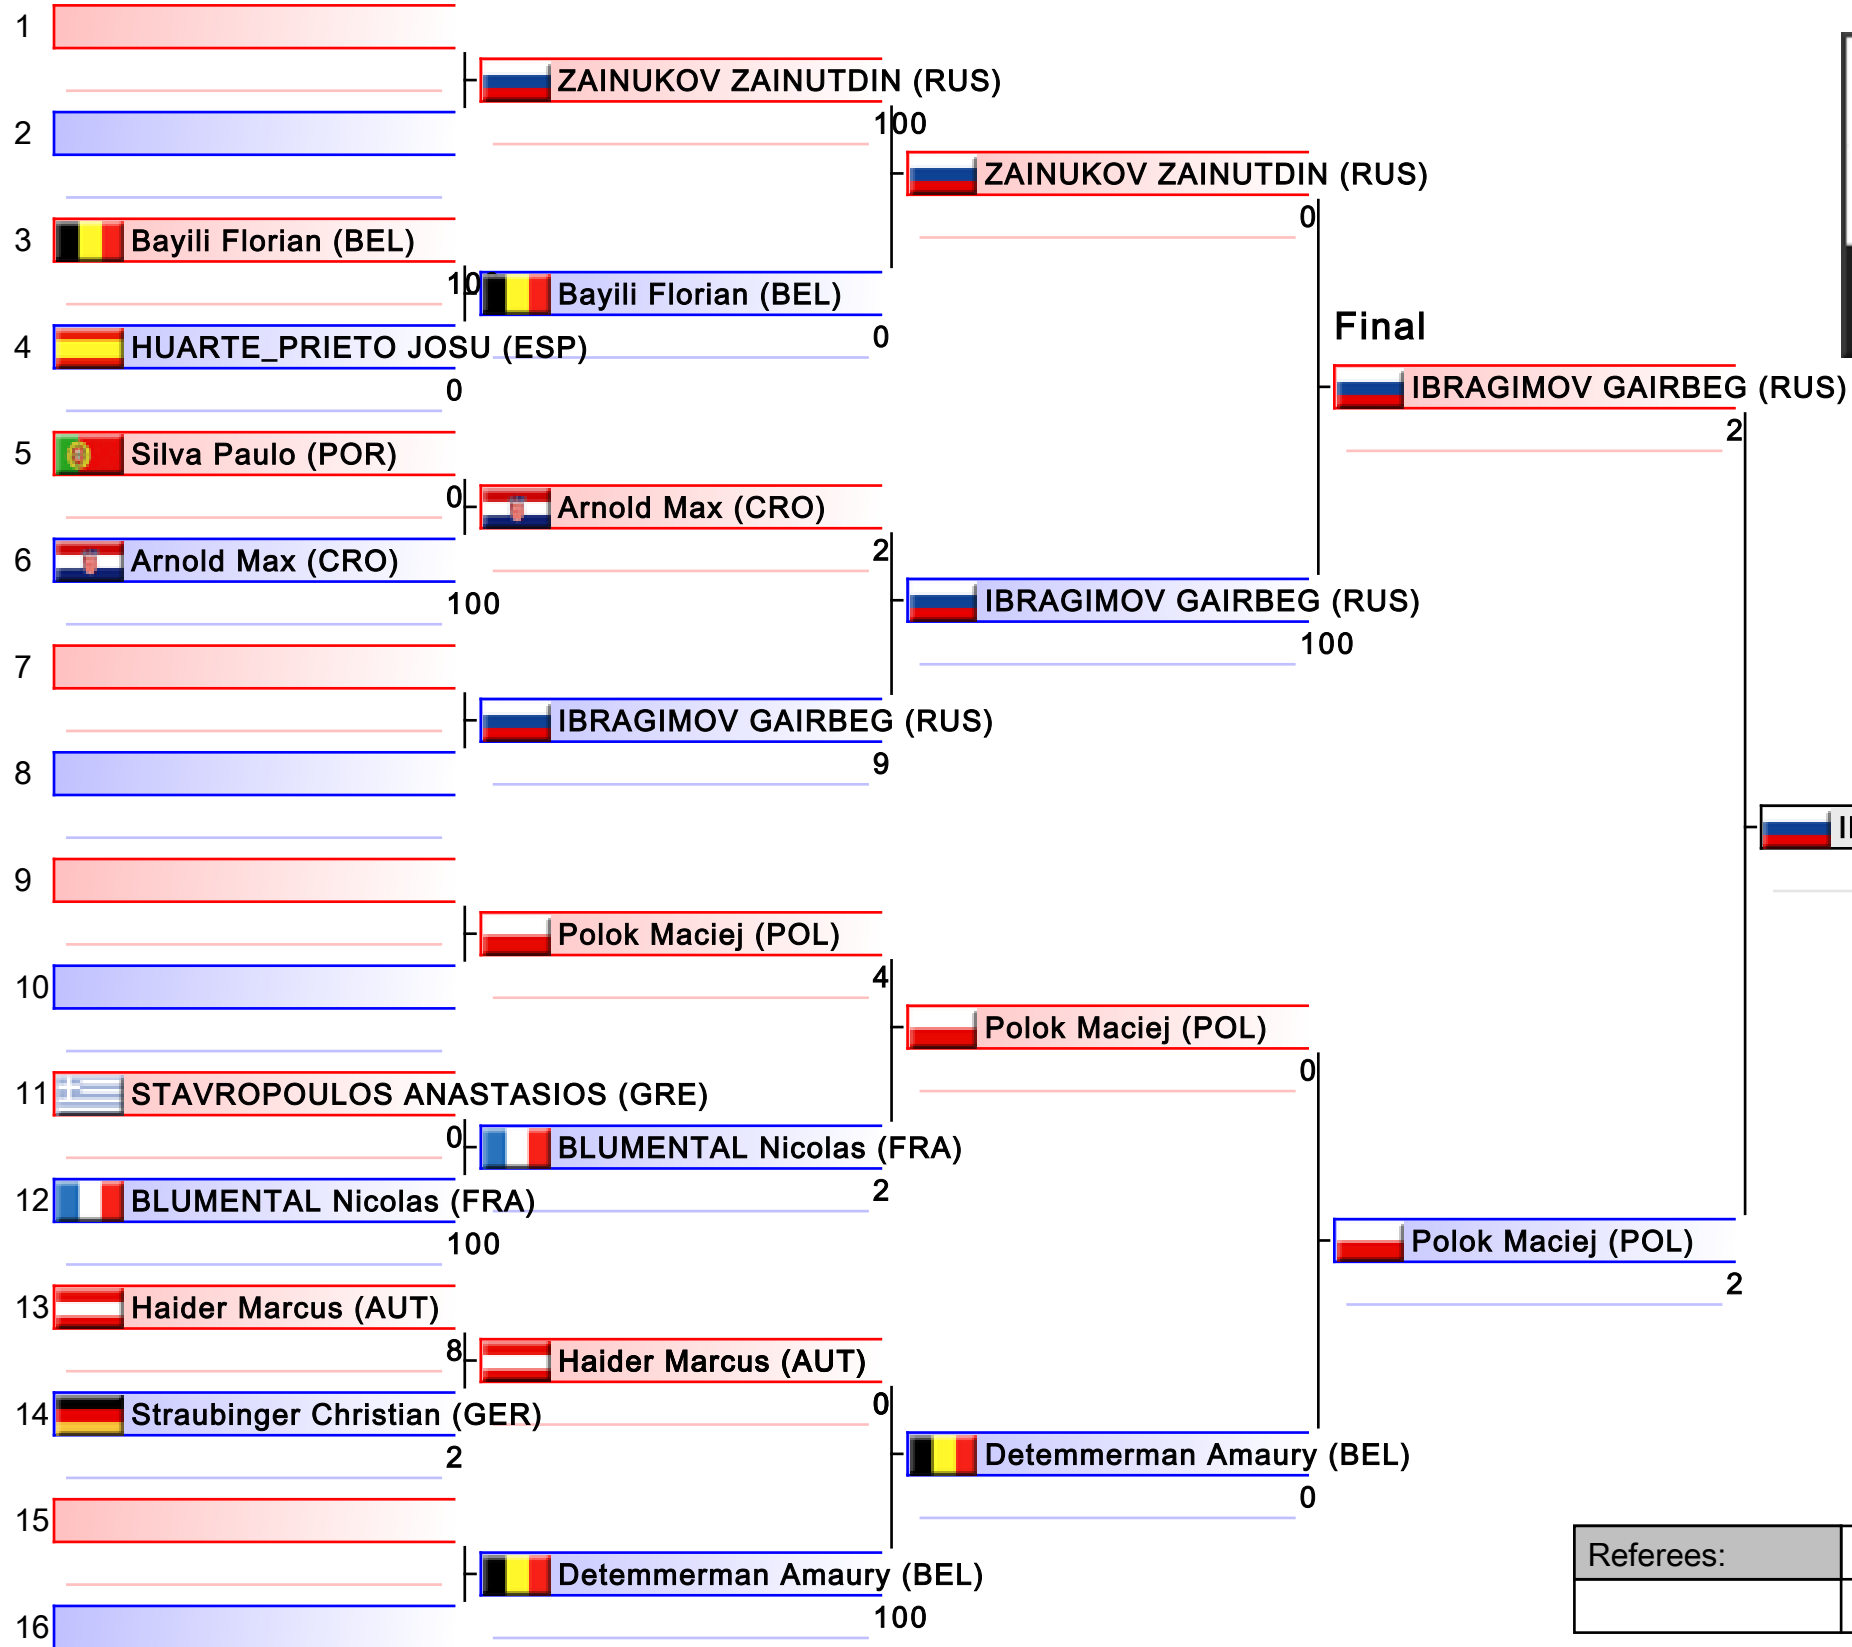 1
ZAINUKOV ZAINUTDIN (RUS)
100
2
ZAINUKOV ZAINUTDIN (RUS)
0
3
Bayili Florian (BEL)
Bayili Florian (BEL)
0
Final
4
HUARTE_PRIETO JOSU (ESP)
0
IBRAGIMOV GAIRBEG (RUS)
2
5
Silva Paulo (POR)
0
Arnold Max (CRO)
2
6
Arnold Max (CRO)
100
IBRAGIMOV GAIRBEG (RUS)
100
7
IBRAGIMOV GAIRBEG (RUS)
9
8
9
Polok Maciej (POL)
4
10
Polok Maciej (POL)
0
11
STAVROPOULOS ANASTASIOS (GRE)
0
BLUMENTAL Nicolas (FRA)
2
12
BLUMENTAL Nicolas (FRA)
100
Polok Maciej (POL)
2
13
Haider Marcus (AUT)
8
Haider Marcus (AUT)
0
14
Straubinger Christian (GER)
2
Detemmerman Amaury (BEL)
0
15
Detemmerman Amaury (BEL)
100
16
Referees: